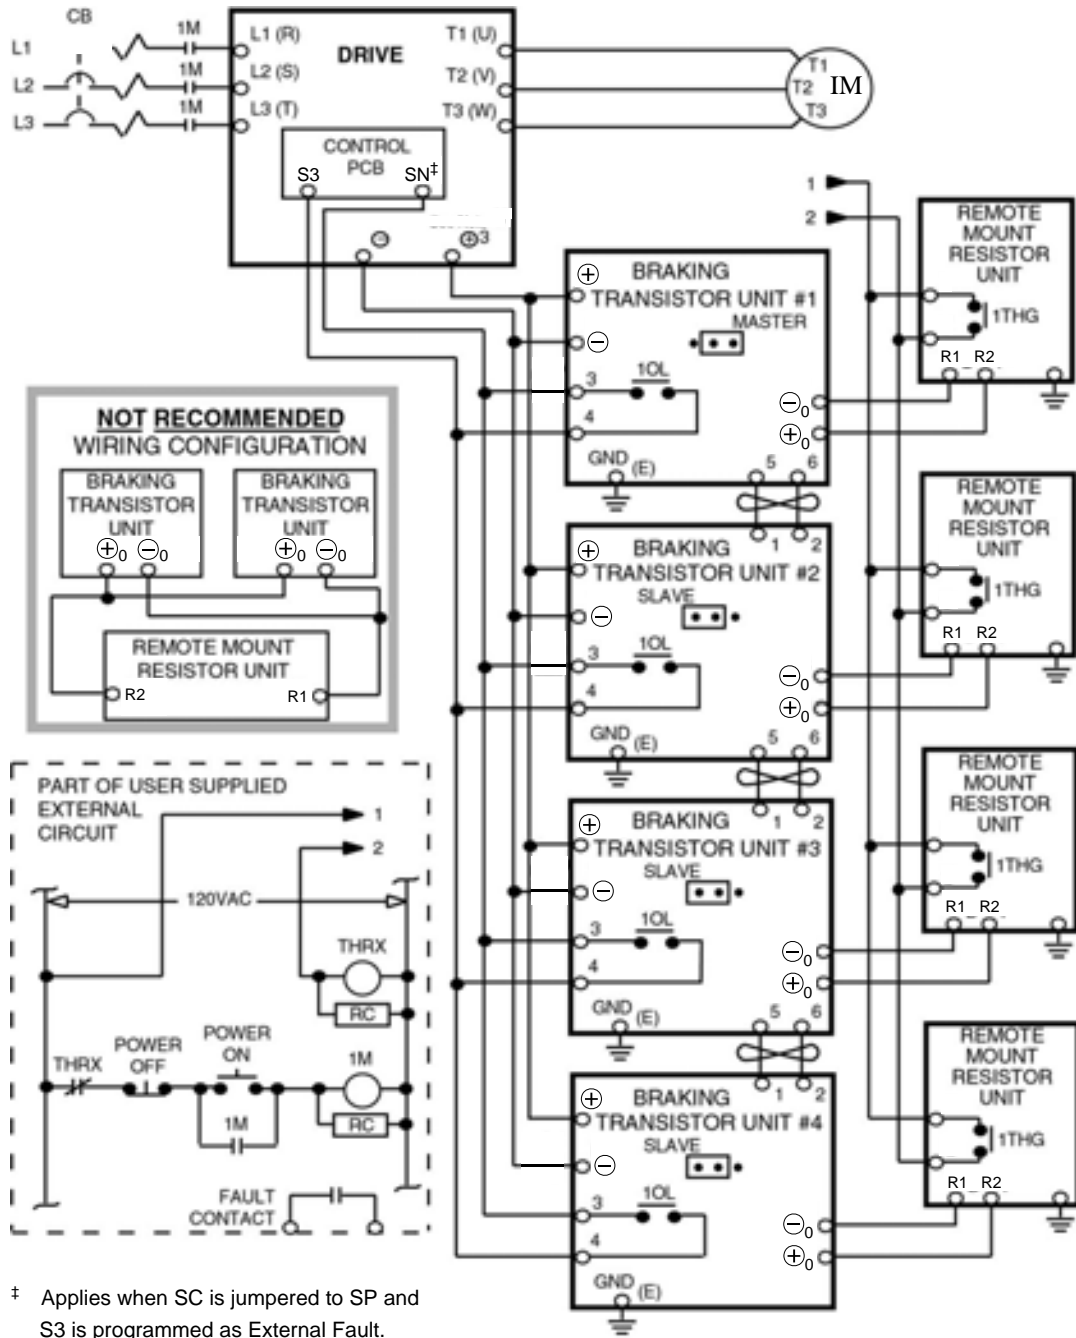 CB
L1
L2
L3
1M
1M
1M
L1 (R)
L2 (S)
L3 (T)
DRIVE
T1 (U)
T2 (V)
T3 (W)
T1
T2
T3
IM
CONTROL
PCB
S3
SN‡
⊖
⊕3
1
2
REMOTE
MOUNT
RESISTOR
UNIT
1THG
R1 R2
⊕ BRAKING
TRANSISTOR UNIT #1
MASTER
⊖
3
1OL
4
GND (E)
⊖0
⊕0
5 6
NOT RECOMMENDED
WIRING CONFIGURATION
BRAKING
TRANSISTOR
UNIT
⊕0 ⊖0
BRAKING
TRANSISTOR
UNIT
⊕0 ⊖0
REMOTE MOUNT
RESISTOR UNIT
R2
R1
REMOTE
MOUNT
RESISTOR
UNIT
1THG
R1 R2
1 2
⊕ BRAKING
TRANSISTOR UNIT #2
SLAVE
⊖
3
1OL
4
GND (E)
⊖0
⊕0
5 6
PART OF USER SUPPLIED
EXTERNAL
CIRCUIT
1
2
120VAC
THRX
RC
THRX
POWER
OFF
POWER
ON
1M
1M
RC
FAULT
CONTACT
REMOTE
MOUNT
RESISTOR
UNIT
1THG
R1 R2
1 2
⊕ BRAKING
TRANSISTOR UNIT #3
SLAVE
⊖
3
1OL
4
GND (E)
⊖0
⊕0
5 6
REMOTE
MOUNT
RESISTOR
UNIT
1THG
R1 R2
1 2
⊕ BRAKING
TRANSISTOR UNIT #4
SLAVE
⊖
3
1OL
4
GND (E)
⊖0
⊕0
‡ Applies when SC is jumpered to SP and
S3 is programmed as External Fault.